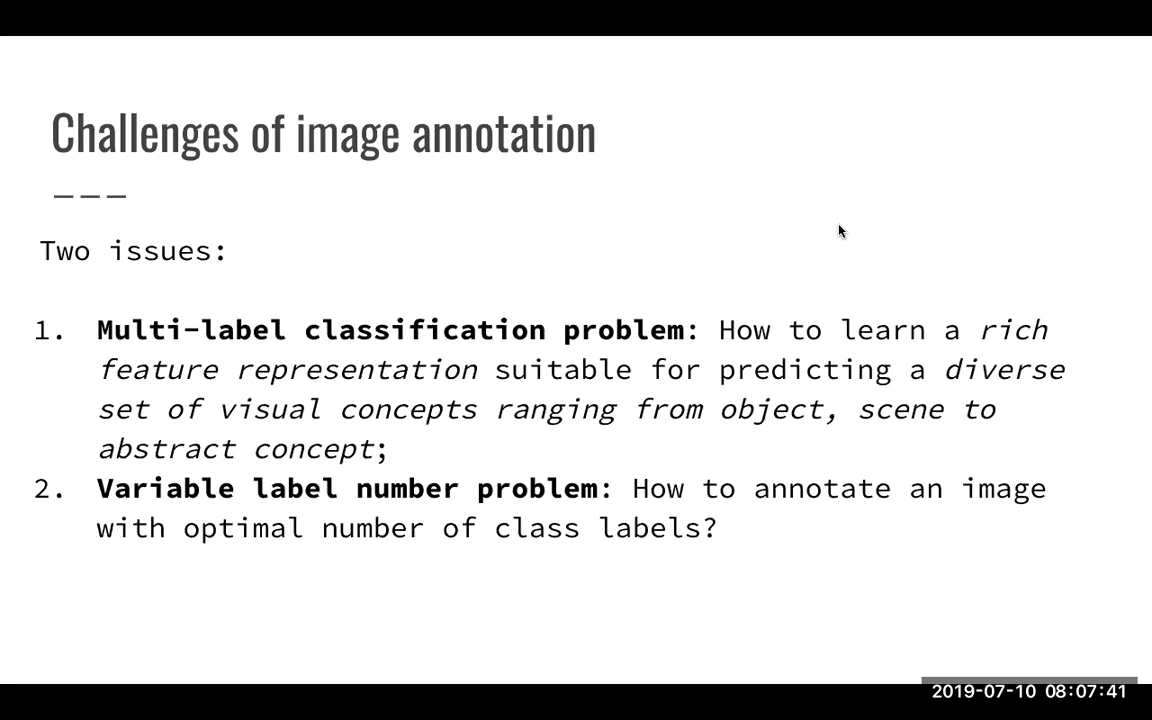 Challenges of image annotation
Two issues:
1. Multi-label classification problem: How to learn a rich
feature representation suitable for predicting a diverse
set of visual concepts ranging from object, scene to
abstract concept;
2. Variable label number problem: How to annotate an image
with optimal number of class labels?
2019-07-10 08:07:41